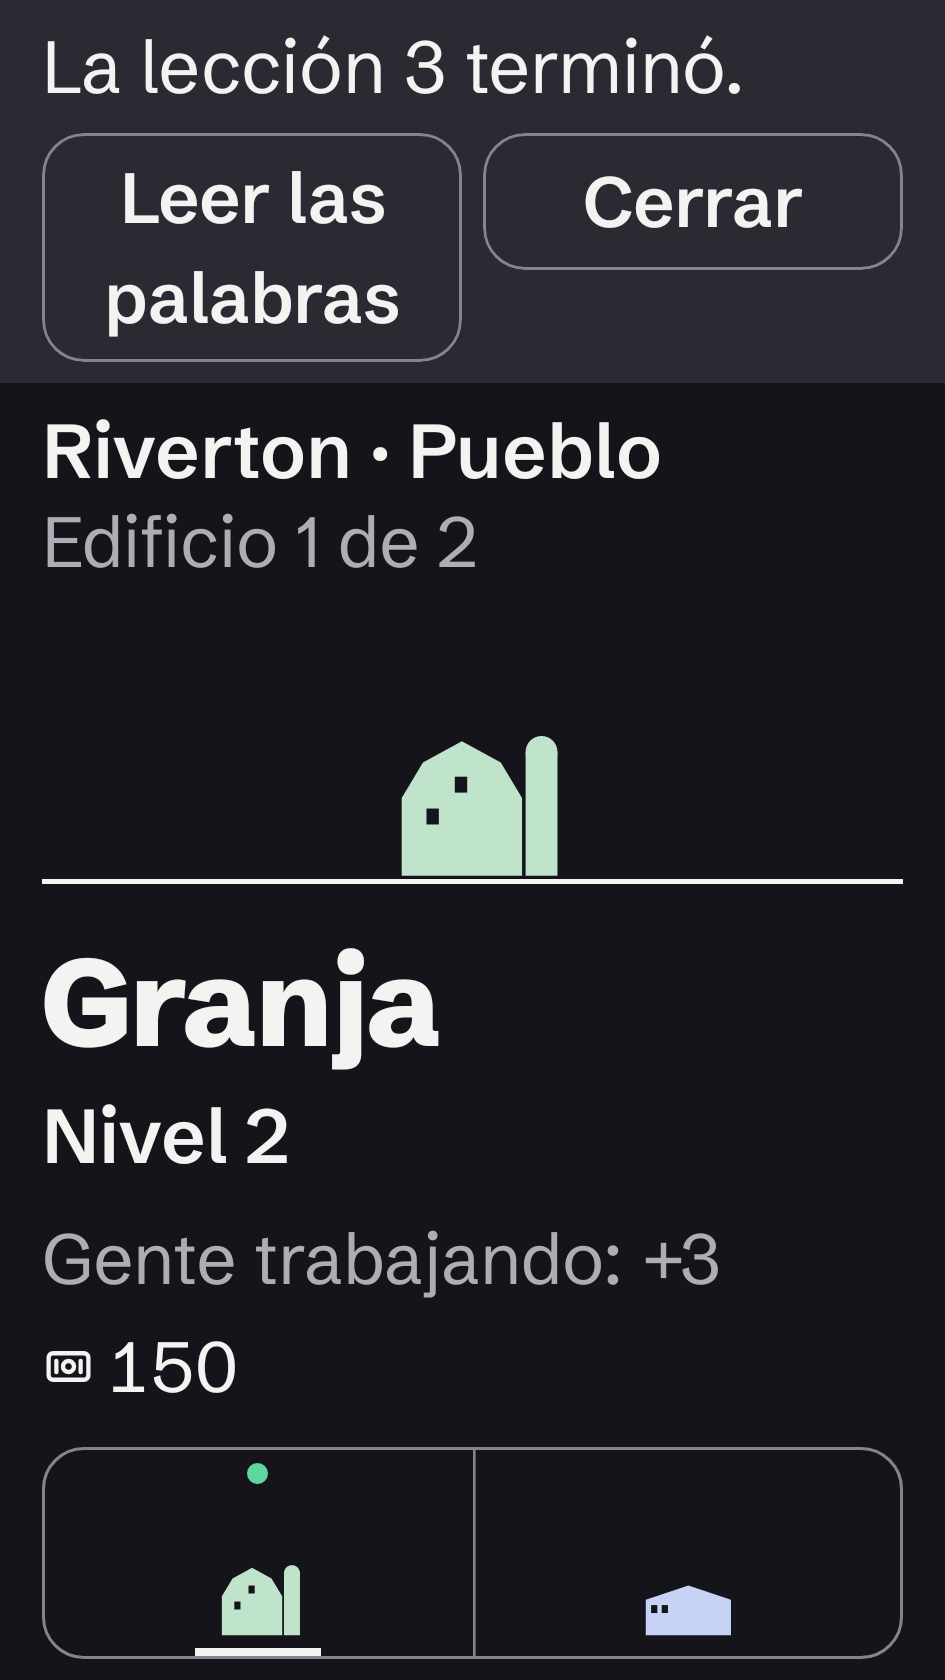 La lección 3 terminó.
Leer las
palabras
Cerrar
Riverton · Pueblo
Edificio 1 de 2
Granja
Nivel 2
Gente trabajando: +3
150